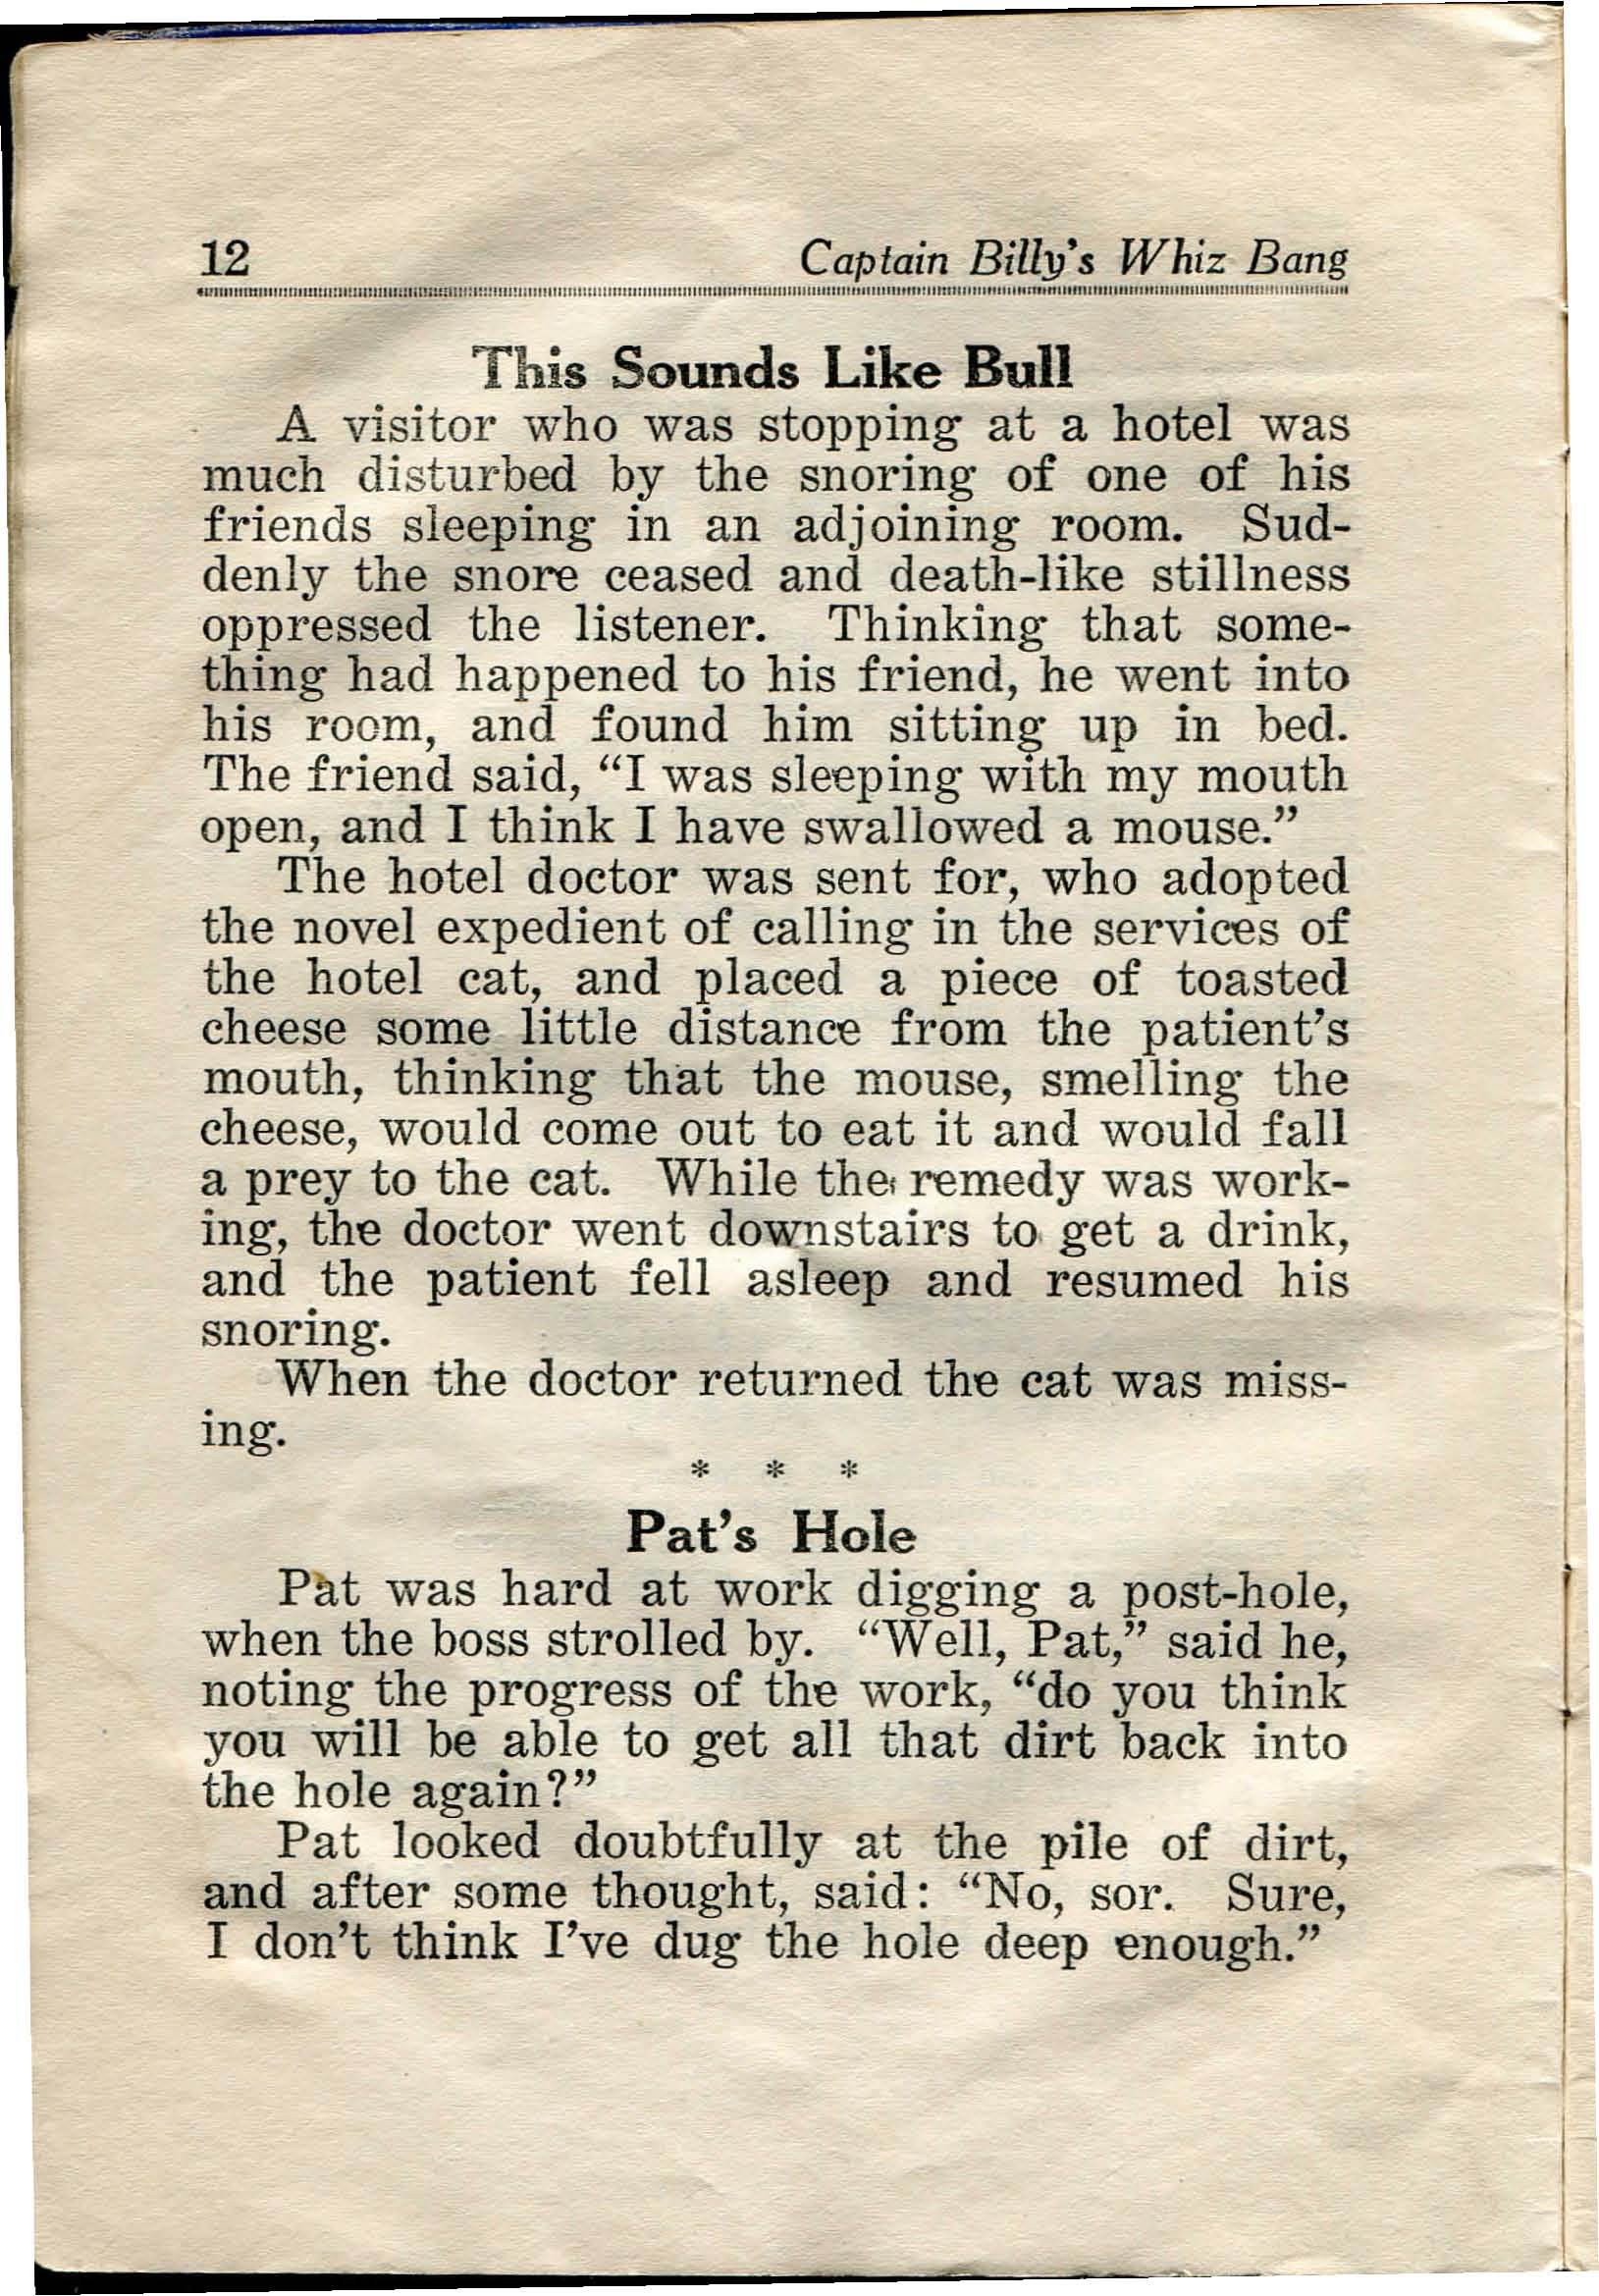 12 Captain Billy's Whiz Bang
This Sounds Like Bull
A visitor who was stopping at a hotel was
much disturbed by the snoring of one of his
friends sleeping in an adjoining room. Sud-
denly the snore ceased and death-like stillness
oppressed the listener. Thinking that some-
thing had happened to his friend, he went into
his room, and found him sitting up in bed.
The friend said, “I was sleeping with my mouth
open, and I think I have swallowed a mouse.”
The hotel doctor was sent for, who adopted
the novel expedient of calling in the services of
the hotel cat, and placed a piece of toasted
cheese some little distance from the patient's
mouth, thinking that the mouse, smelling the
cheese, would come out to eat it and would fall
a prey to the cat. While the remedy was work-
ing, the doctor went downstairs to get a drink,
and the patient fell asleep and resumed his
snoring.
When the doctor returned the cat was miss-
ing.
* * *
Pat's Hole
Pat was hard at work digging a post-hole,
when the boss strolled by. “Well, Pat,” said he,
noting the progress of the work, “do you think
you will be able to get all that dirt back into
the hole again?”
Pat looked doubtfully at the pile of dirt,
and after some thought, said: “No, sor. Sure,
I don't think I've dug the hole deep enough.”